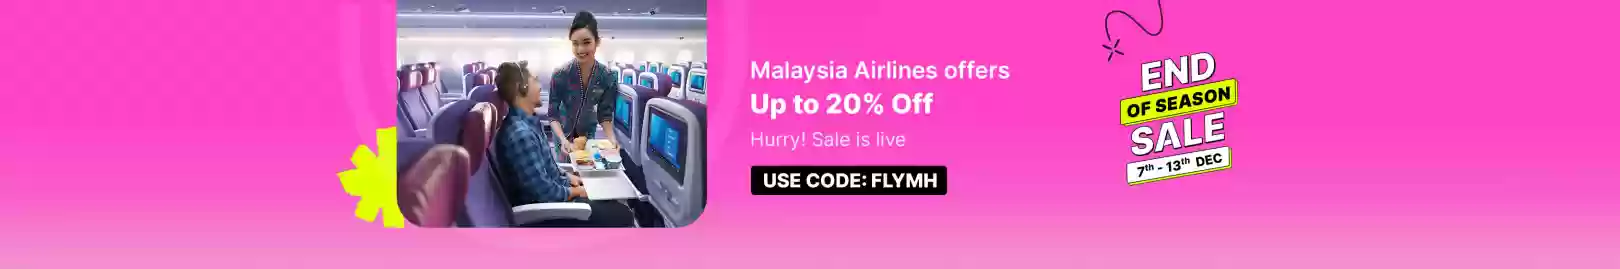 Malaysia Airlines offers
Up to 20% Off
Hurry! Sale is live
USE CODE: FLYMH
END
OF SEASON
SALE
7th - 13th DEC